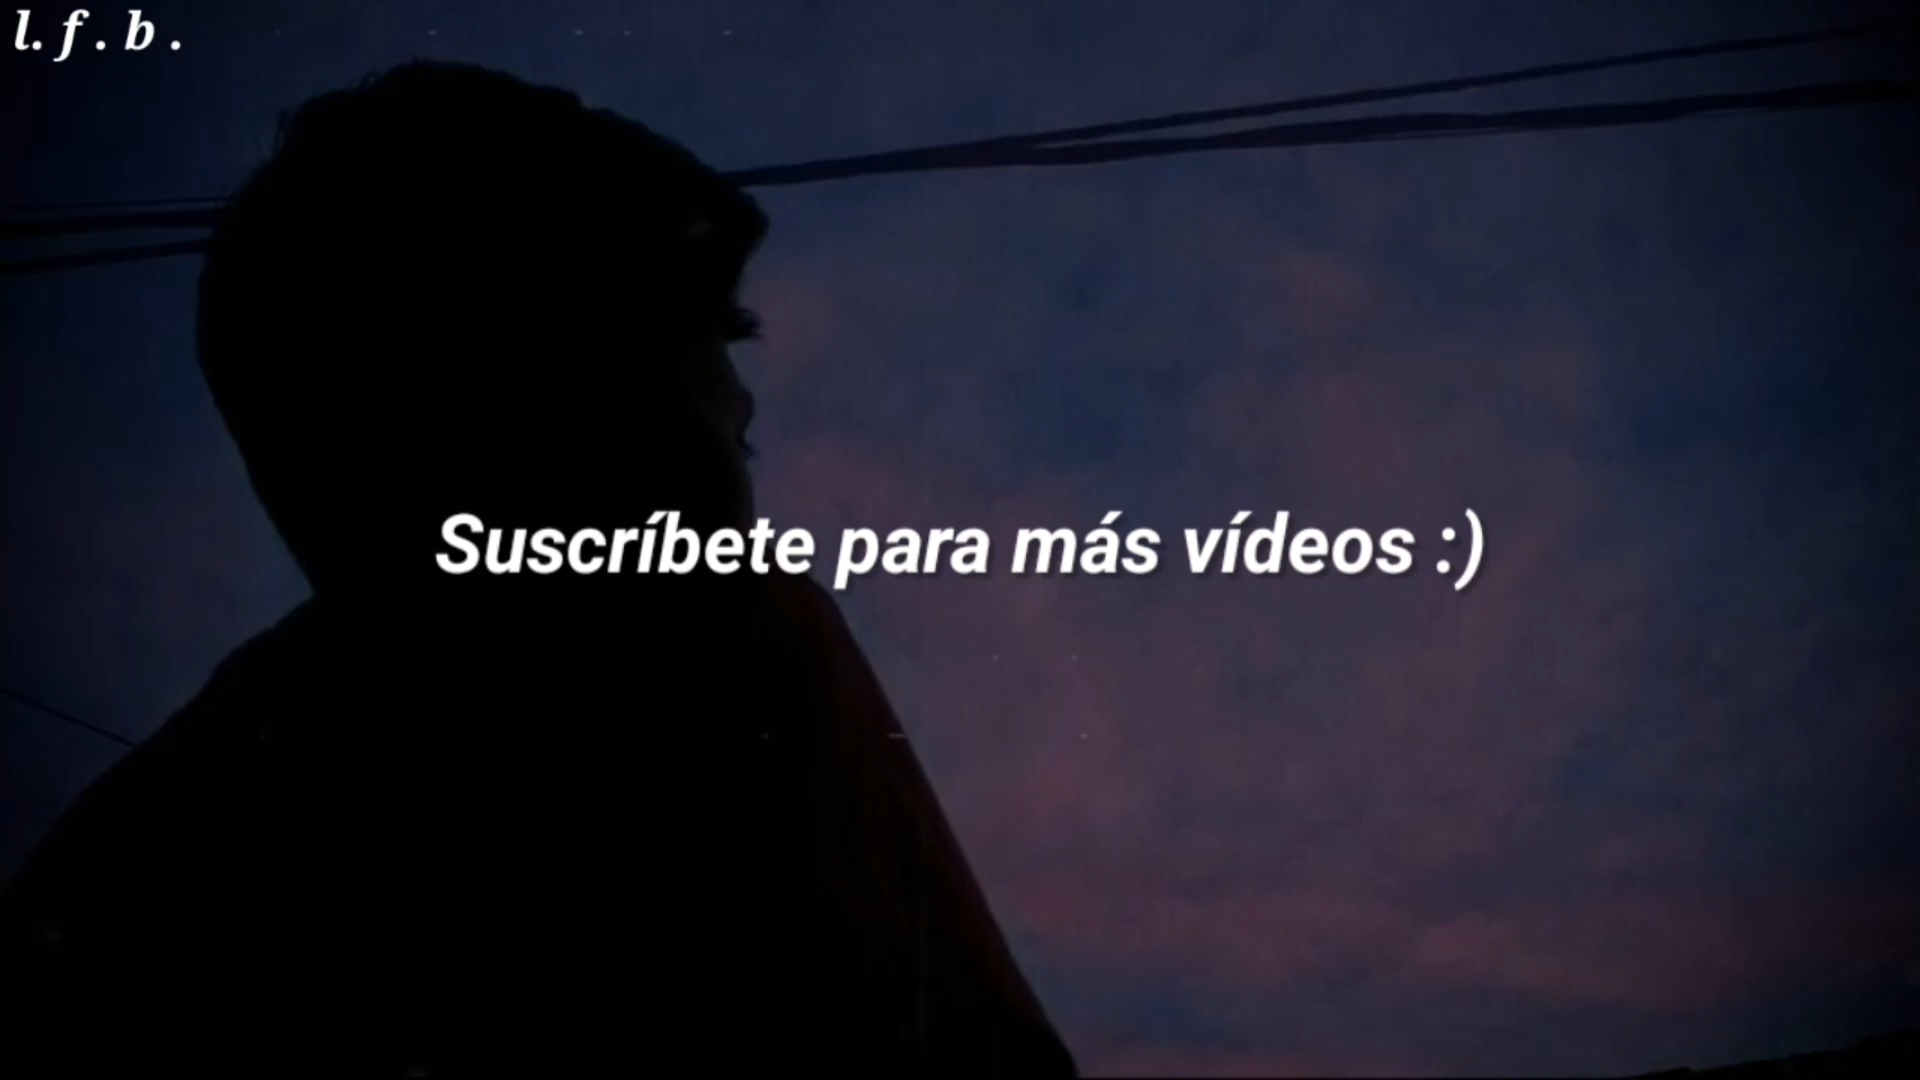 l. f . b .
Suscríbete para más vídeos :)